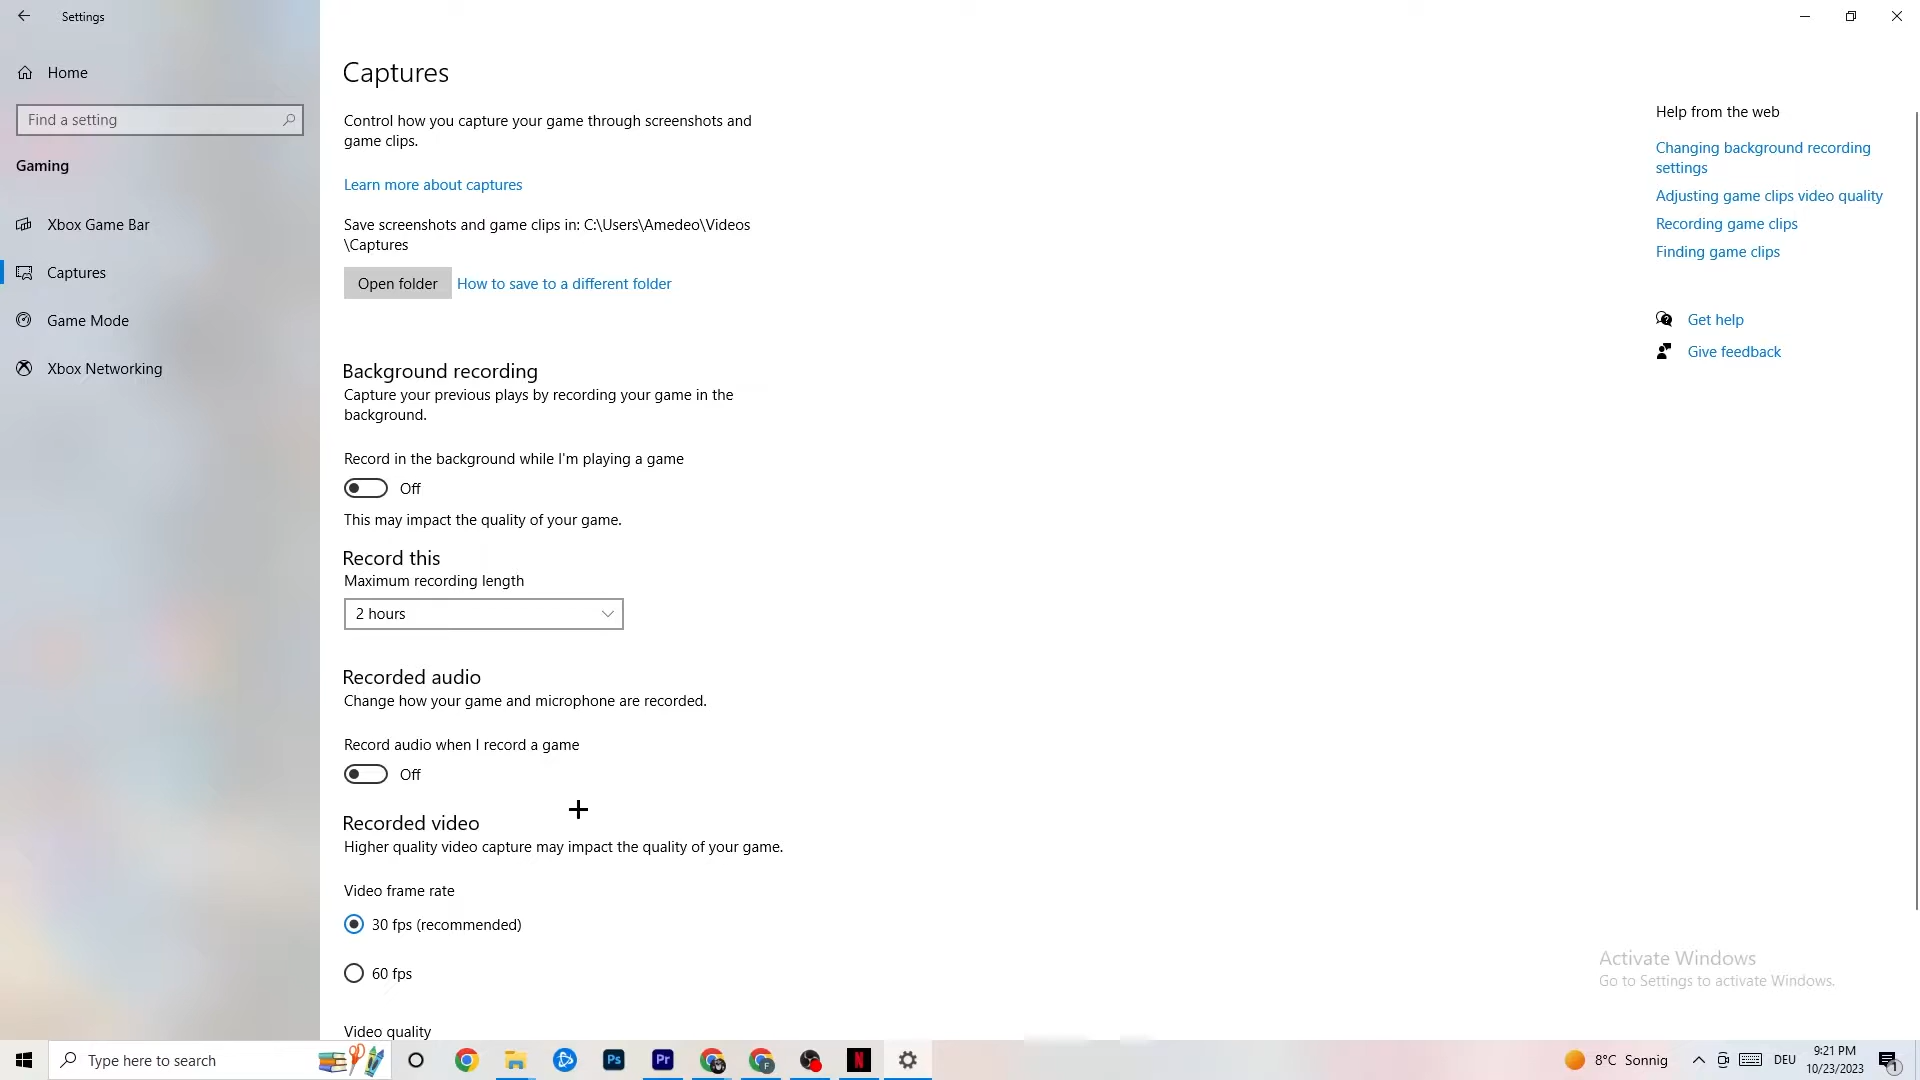 Settings
Home
Find a setting
Gaming
Xbox Game Bar
Captures
Game Mode
Xbox Networking
Captures
Control how you capture your game through screenshots and
game clips.
Learn more about captures
Save screenshots and game clips in: C:\Users\Amedeo\Videos
\Captures
Open folder
How to save to a different folder
Background recording
Capture your previous plays by recording your game in the
background.
Record in the background while I'm playing a game
Off
This may impact the quality of your game.
Record this
Maximum recording length
2 hours
Recorded audio
Change how your game and microphone are recorded.
Record audio when I record a game
Off
Recorded video
Higher quality video capture may impact the quality of your game.
Video frame rate
30 fps (recommended)
60 fps
Video quality
Help from the web
Changing background recording
settings
Adjusting game clips video quality
Recording game clips
Finding game clips
Get help
Give feedback
Activate Windows
Go to Settings to activate Windows.
Type here to search
Ps
Pr
F
N
8°C Sonnig
DEU
9:21 PM
10/23/2023
1